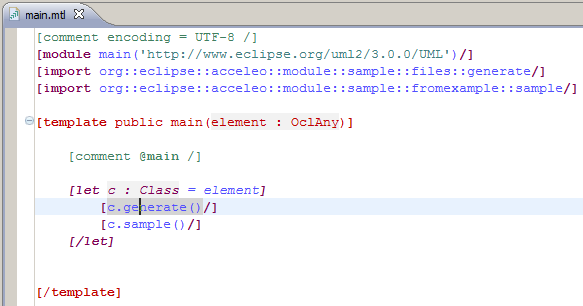 main.mtl
[comment encoding = UTF-8 /]
[module main('http://www.eclipse.org/uml2/3.0.0/UML')/]
[import org::eclipse::acceleo::module::sample::files::generate/]
[import org::eclipse::acceleo::module::sample::fromexample::sample/]
[template public main(element : OclAny)]
[comment @main /]
[let c : Class = element]
[c.generate()/]
[c.sample()/]
[/let]
[/template]